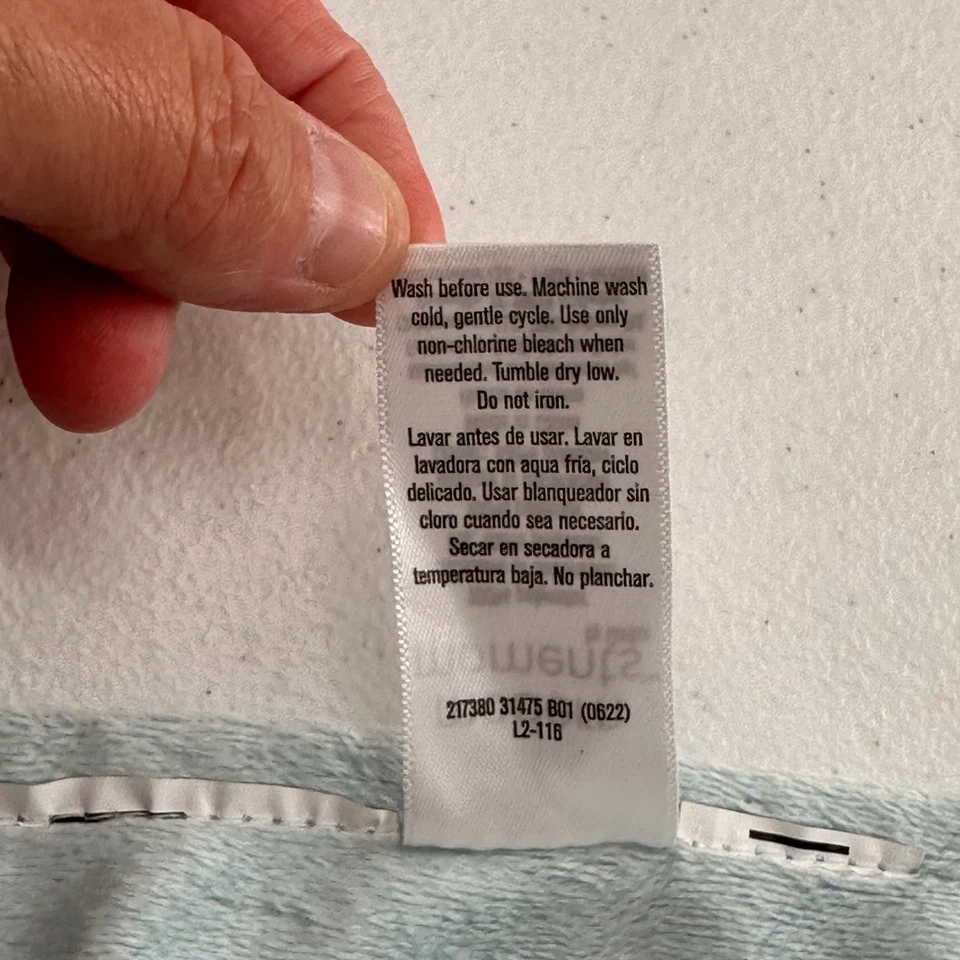 Wash before use. Machine wash
cold, gentle cycle. Use only
non-chlorine bleach when
needed. Tumble dry low.
Do not iron.
Lavar antes de usar. Lavar en
lavadora con aqua fría, ciclo
delicado. Usar blanqueador sin
cloro cuando sea necesario.
Secar en secadora a
temperatura baja. No planchar.
217380 31475 B01 (0622)
L2-116